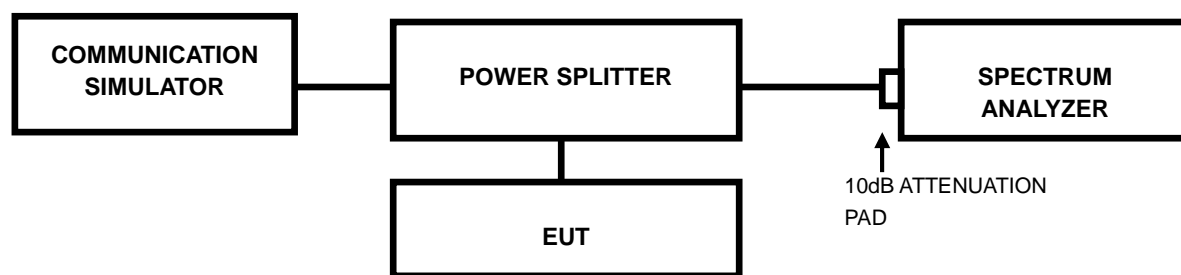 COMMUNICATION
SIMULATOR
POWER SPLITTER
SPECTRUM
ANALYZER
10dB ATTENUATION
PAD
EUT